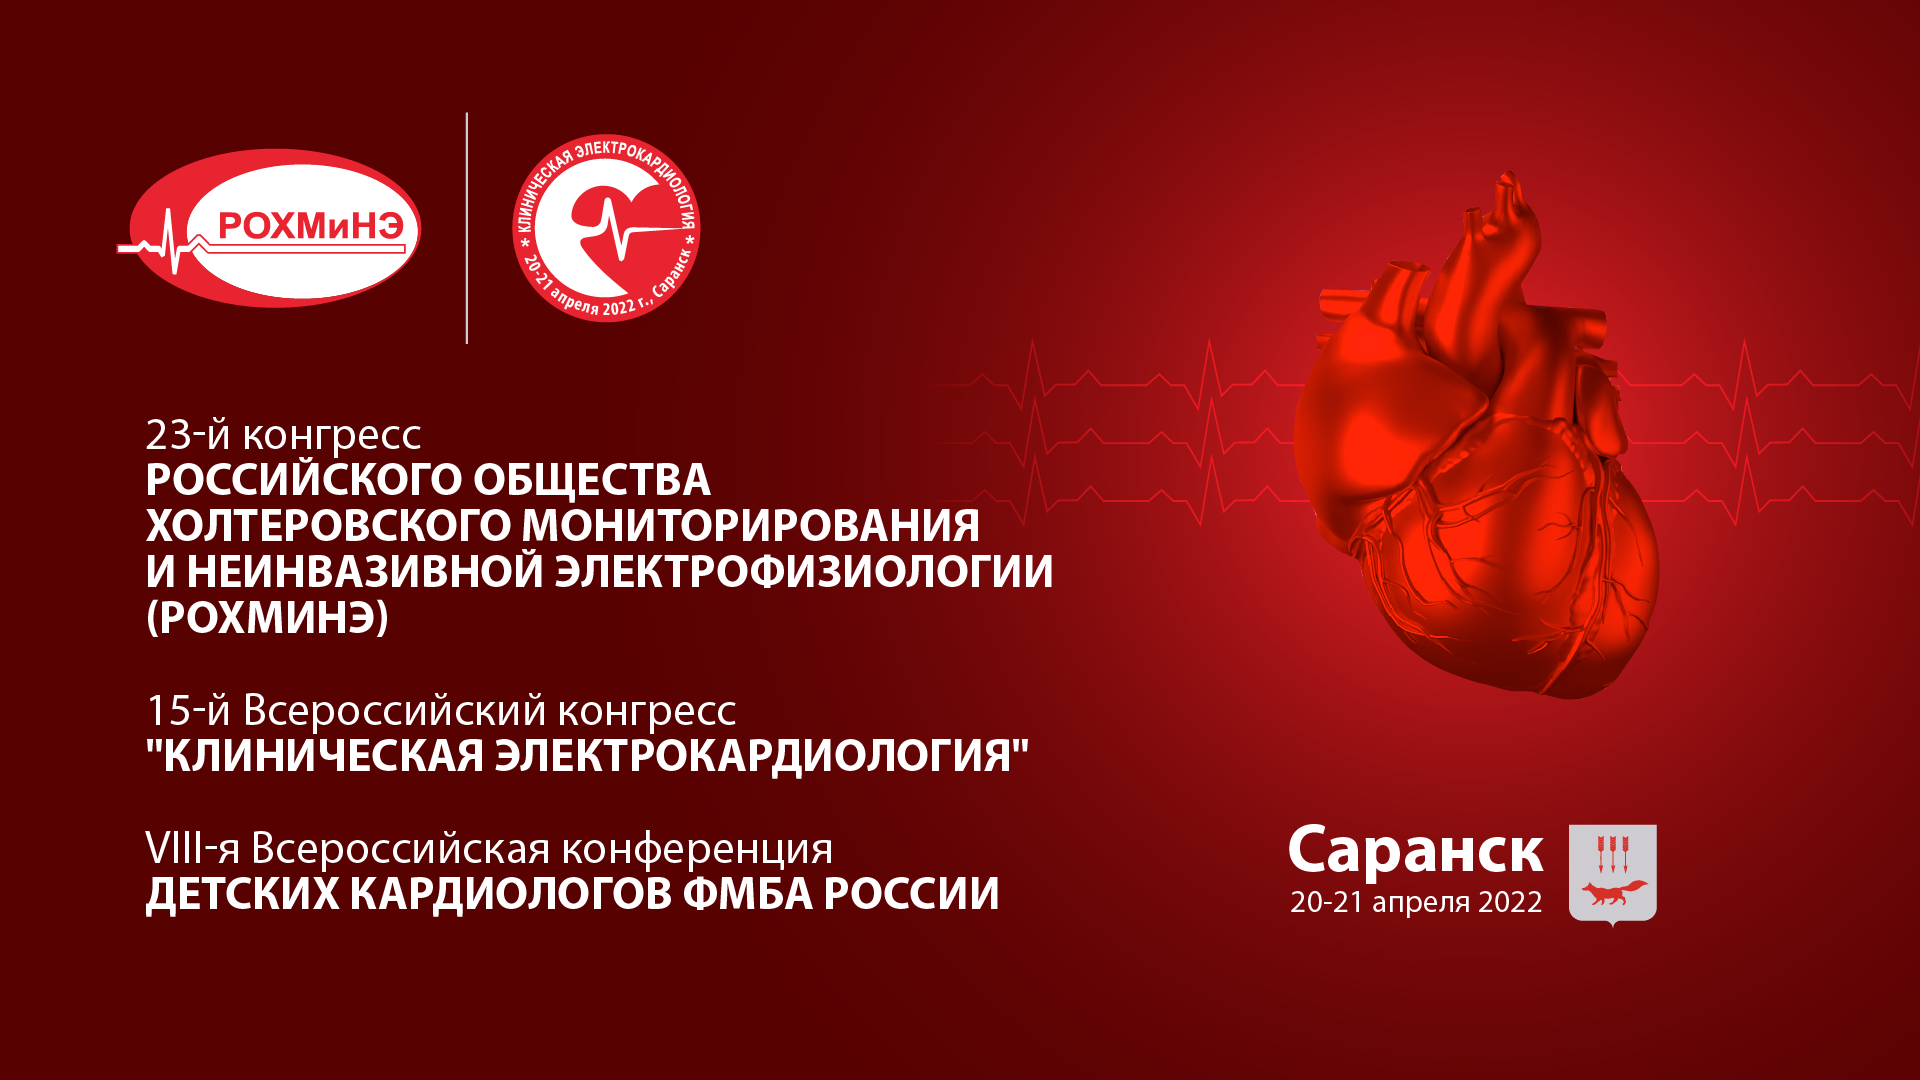 РОХМиНЭ
* КЛИНИЧЕСКАЯ ЭЛЕКТРОКАРДИОЛОГИЯ *
20-21 апреля 2022 г., Саранск
23-й конгресс
РОССИЙСКОГО ОБЩЕСТВА
ХОЛТЕРОВСКОГО МОНИТОРИРОВАНИЯ
И НЕИНВАЗИВНОЙ ЭЛЕКТРОФИЗИОЛОГИИ
(РОХМИНЭ)
15-й Всероссийский конгресс
"КЛИНИЧЕСКАЯ ЭЛЕКТРОКАРДИОЛОГИЯ"
VIII-я Всероссийская конференция
ДЕТСКИХ КАРДИОЛОГОВ ФМБА РОССИИ
Саранск
20-21 апреля 2022